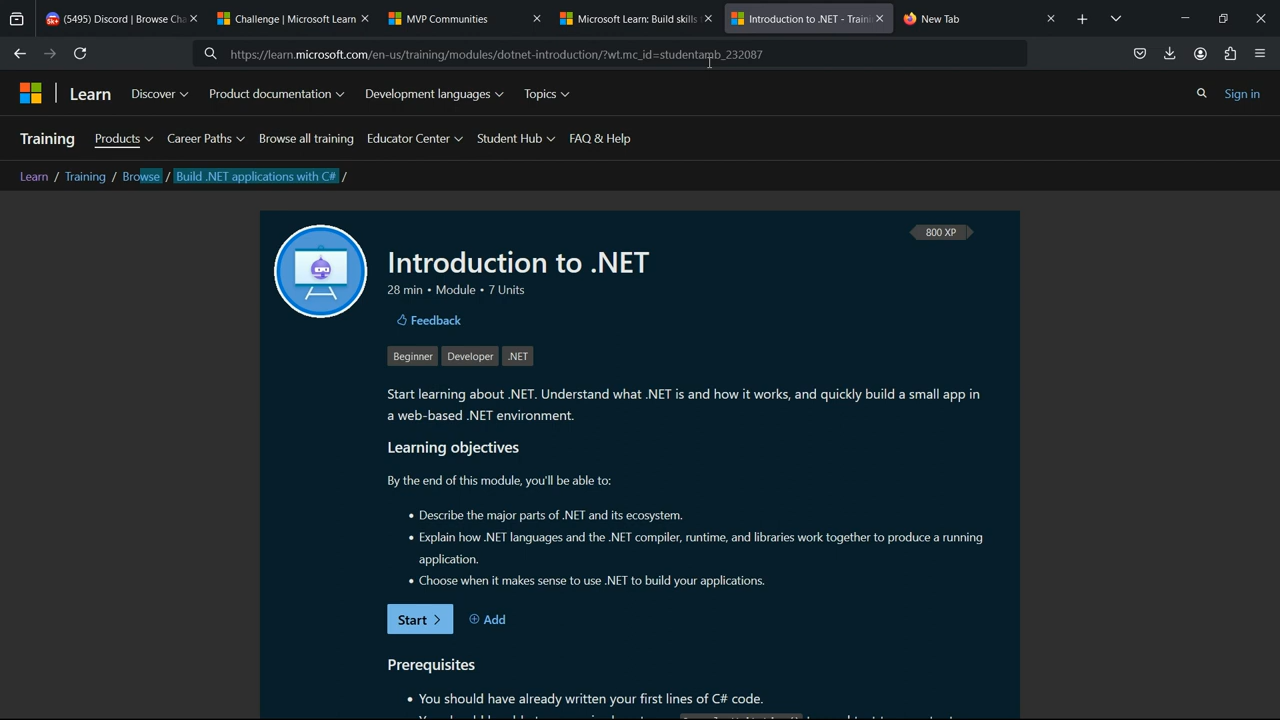 (5495) Discord | Browse Cha
Challenge | Microsoft Learn
MVP Communities
Microsoft Learn: Build skills
Introduction to .NET - Traini
New Tab
https://learn.microsoft.com/en-us/training/modules/dotnet-introduction/?wt.mc_id=studentamb_232087
Learn
Discover
Product documentation
Development languages
Topics
Sign in
Training
Products
Career Paths
Browse all training
Educator Center
Student Hub
FAQ & Help
Learn / Training / Browse / Build .NET applications with C# /
800 XP
Introduction to .NET
28 min • Module • 7 Units
Feedback
Beginner
Developer
.NET
Start learning about .NET. Understand what .NET is and how it works, and quickly build a small app in
a web-based .NET environment.
Learning objectives
By the end of this module, you'll be able to:
• Describe the major parts of .NET and its ecosystem.
• Explain how .NET languages and the .NET compiler, runtime, and libraries work together to produce a running
application.
• Choose when it makes sense to use .NET to build your applications.
Start
Add
Prerequisites
• You should have already written your first lines of C# code.